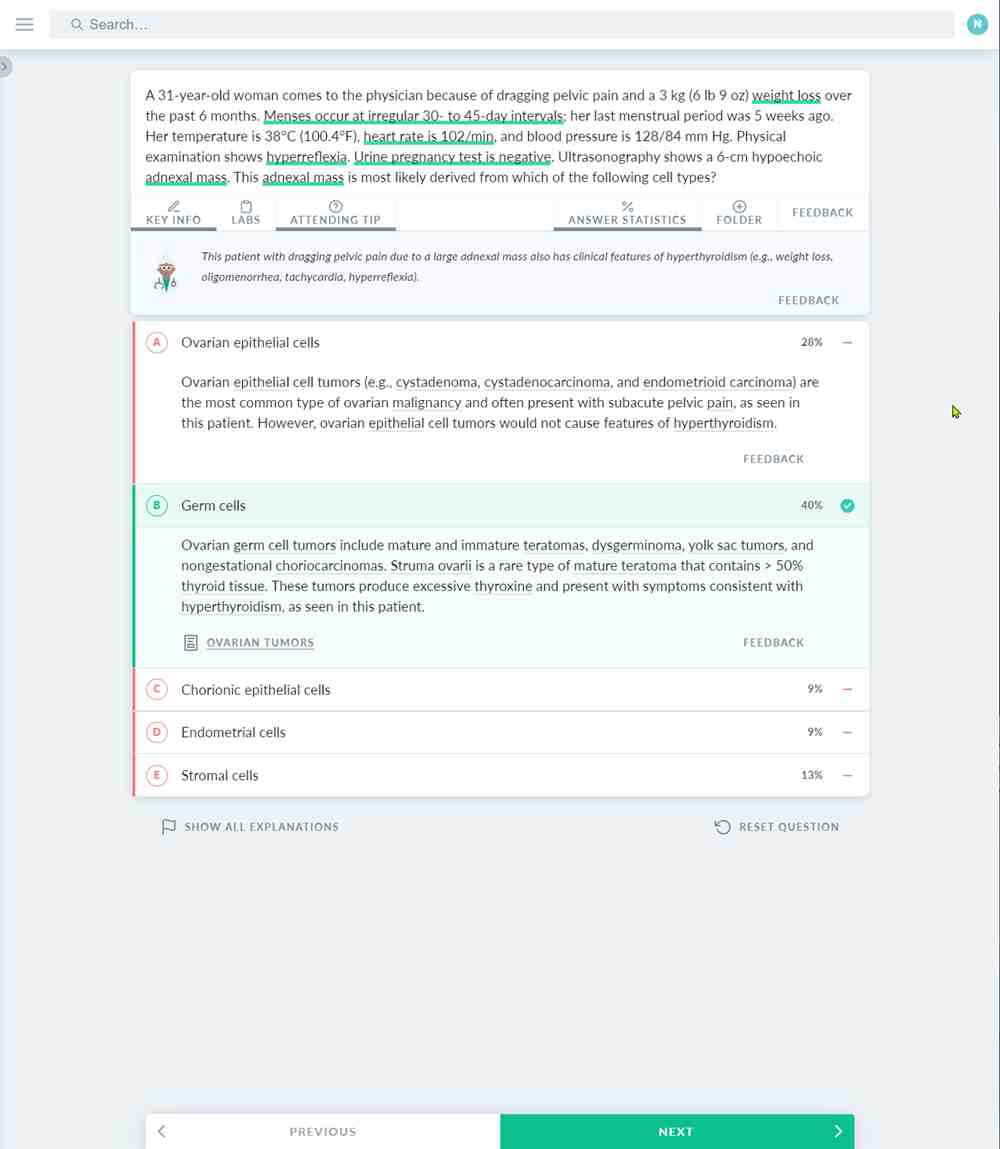 Search...
N
A 31-year-old woman comes to the physician because of dragging pelvic pain and a 3 kg (6 lb 9 oz) weight loss over
the past 6 months. Menses occur at irregular 30- to 45-day intervals; her last menstrual period was 5 weeks ago.
Her temperature is 38°C (100.4°F), heart rate is 102/min, and blood pressure is 128/84 mm Hg. Physical
examination shows hyperreflexia. Urine pregnancy test is negative. Ultrasonography shows a 6-cm hypoechoic
adnexal mass. This adnexal mass is most likely derived from which of the following cell types?
KEY INFO LABS ATTENDING TIP ANSWER STATISTICS FOLDER FEEDBACK
This patient with dragging pelvic pain due to a large adnexal mass also has clinical features of hyperthyroidism (e.g., weight loss,
oligomenorrhea, tachycardia, hyperreflexia).
FEEDBACK
A Ovarian epithelial cells 28%
Ovarian epithelial cell tumors (e.g., cystadenoma, cystadenocarcinoma, and endometrioid carcinoma) are
the most common type of ovarian malignancy and often present with subacute pelvic pain, as seen in
this patient. However, ovarian epithelial cell tumors would not cause features of hyperthyroidism.
FEEDBACK
B Germ cells 40%
Ovarian germ cell tumors include mature and immature teratomas, dysgerminoma, yolk sac tumors, and
nongestational choriocarcinomas. Struma ovarii is a rare type of mature teratoma that contains > 50%
thyroid tissue. These tumors produce excessive thyroxine and present with symptoms consistent with
hyperthyroidism, as seen in this patient.
OVARIAN TUMORS FEEDBACK
C Chorionic epithelial cells 9%
D Endometrial cells 9%
E Stromal cells 13%
SHOW ALL EXPLANATIONS RESET QUESTION
PREVIOUS NEXT